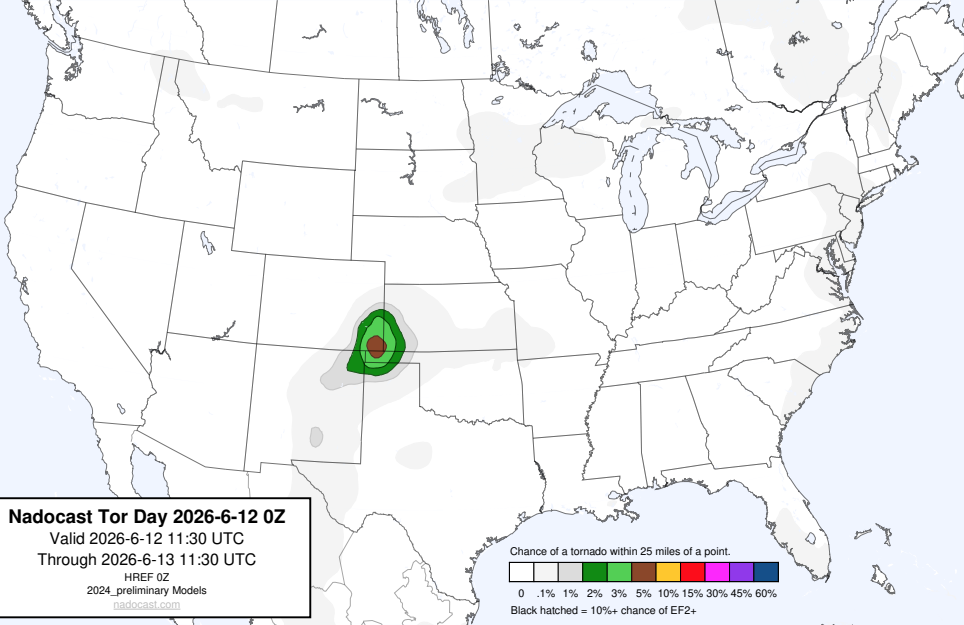 Nadocast Tor Day 2026-6-12 0Z
Valid 2026-6-12 11:30 UTC
Through 2026-6-13 11:30 UTC
HREF 0Z
2024_preliminary Models
nadocast.com
Chance of a tornado within 25 miles of a point.
0 .1% 1% 2% 3% 5% 10% 15% 30% 45% 60%
Black hatched = 10%+ chance of EF2+